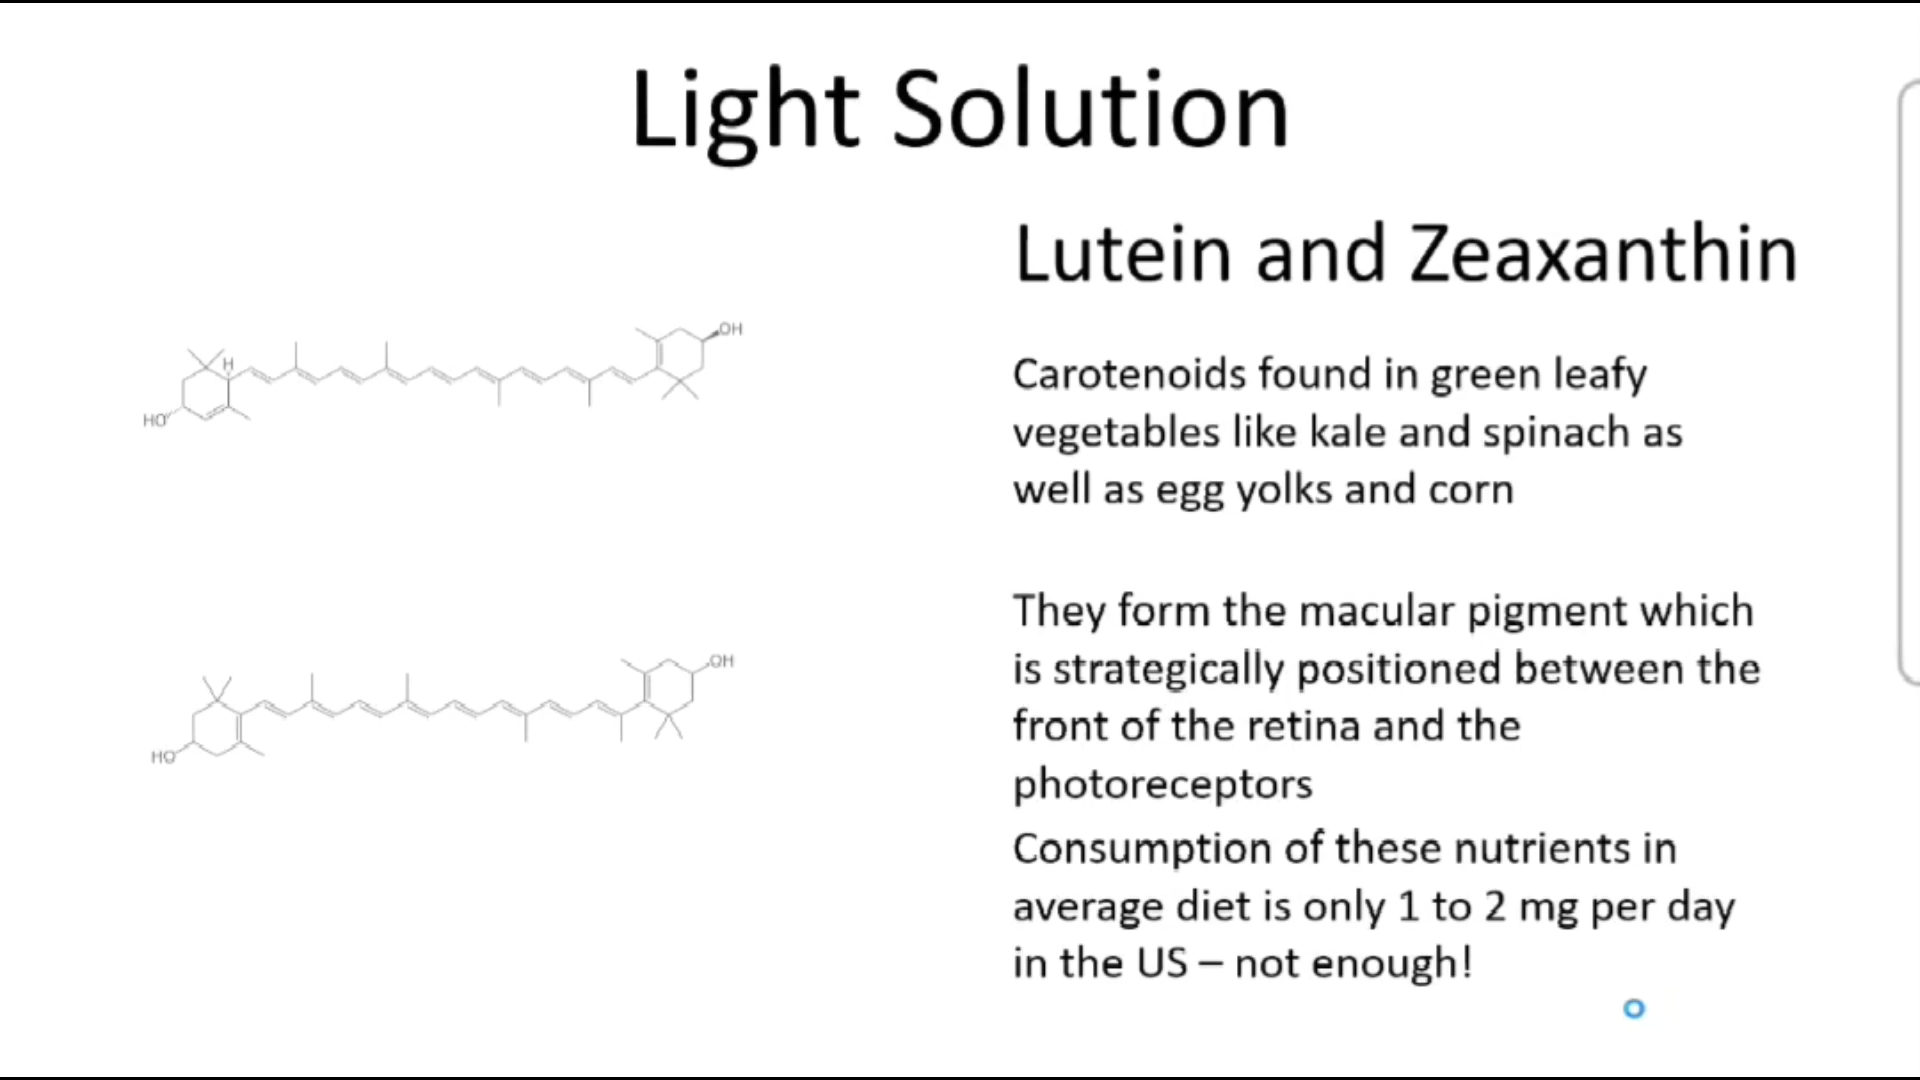 Light Solution
Lutein and Zeaxanthin
OH
H
HO
Carotenoids found in green leafy
vegetables like kale and spinach as
well as egg yolks and corn
OH
HO
They form the macular pigment which
is strategically positioned between the
front of the retina and the
photoreceptors
Consumption of these nutrients in
average diet is only 1 to 2 mg per day
in the US – not enough!